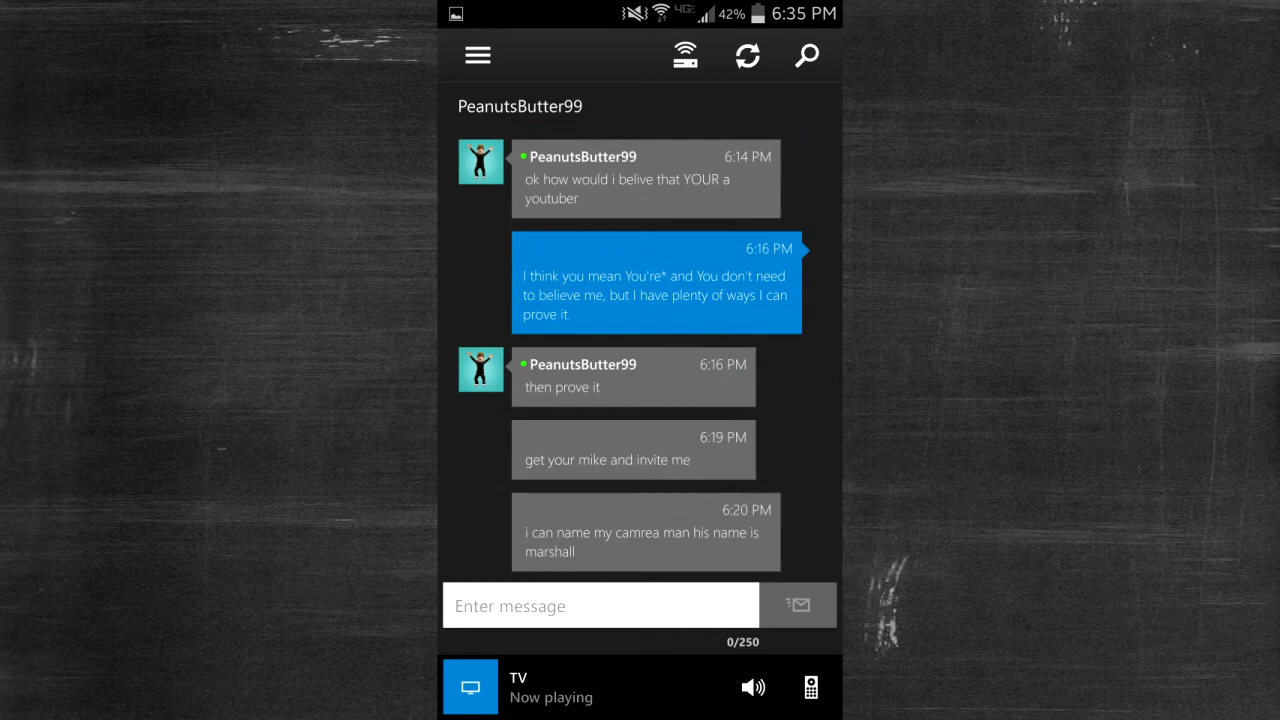 4G 42% 6:35 PM
PeanutsButter99
PeanutsButter99 6:14 PM
ok how would i belive that YOUR a
youtuber
6:16 PM
I think you mean You're* and You don't need
to believe me, but I have plenty of ways I can
prove it.
PeanutsButter99 6:16 PM
then prove it
6:19 PM
get your mike and invite me
6:20 PM
i can name my camrea man his name is
marshall
Enter message
0/250
TV
Now playing